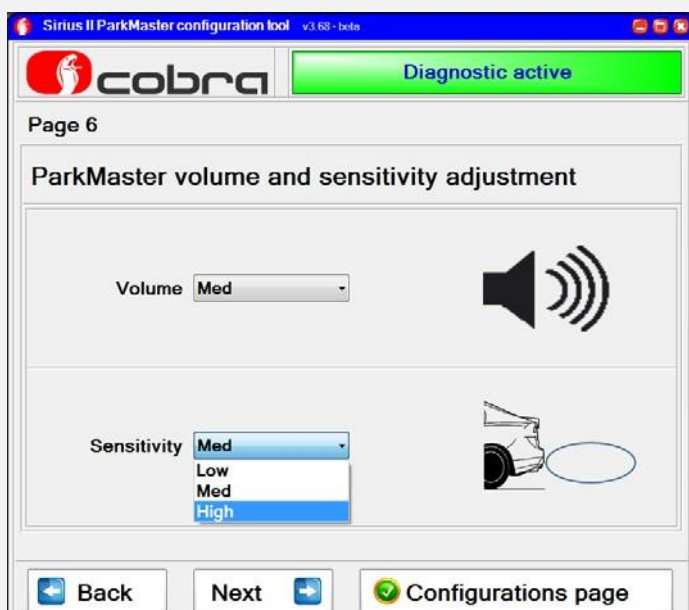 Sirius II ParkMaster configuration tool v3.68 - beta
cobra
Diagnostic active
Page 6
ParkMaster volume and sensitivity adjustment
Volume Med
Sensitivity Med
Low
Med
High
Back Next Configurations page